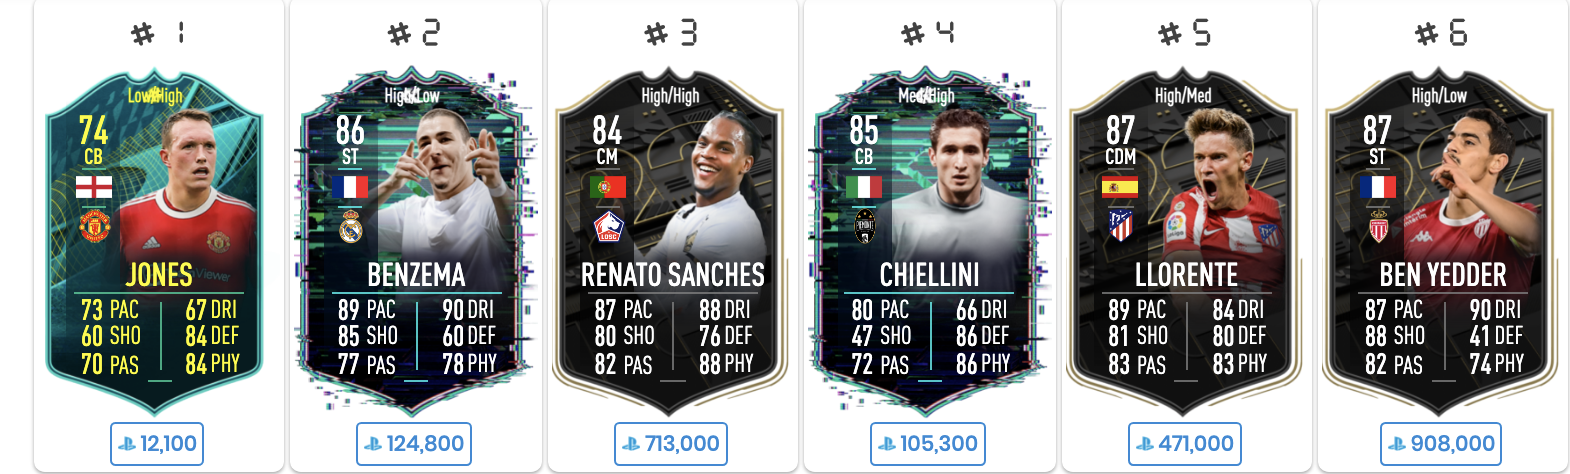 # 1
Low/High
74
CB
JONES
73 PAC 67 DRI
60 SHO 84 DEF
70 PAS 84 PHY
12,100
# 2
High/Low
86
ST
BENZEMA
89 PAC 90 DRI
85 SHO 60 DEF
77 PAS 78 PHY
124,800
# 3
High/High
84
CM
LOSC
RENATO SANCHES
87 PAC 88 DRI
80 SHO 76 DEF
82 PAS 88 PHY
713,000
# 4
Med/High
85
CB
CHIELLINI
80 PAC 66 DRI
47 SHO 86 DEF
72 PAS 86 PHY
105,300
# 5
High/Med
87
CDM
LLORENTE
89 PAC 84 DRI
81 SHO 80 DEF
83 PAS 83 PHY
471,000
# 6
High/Low
87
ST
BEN YEDDER
87 PAC 90 DRI
88 SHO 41 DEF
82 PAS 74 PHY
908,000